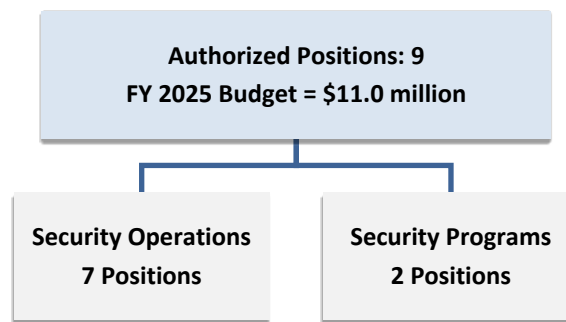 Authorized Positions: 9
FY 2025 Budget = $11.0 million
Security Operations
7 Positions
Security Programs
2 Positions